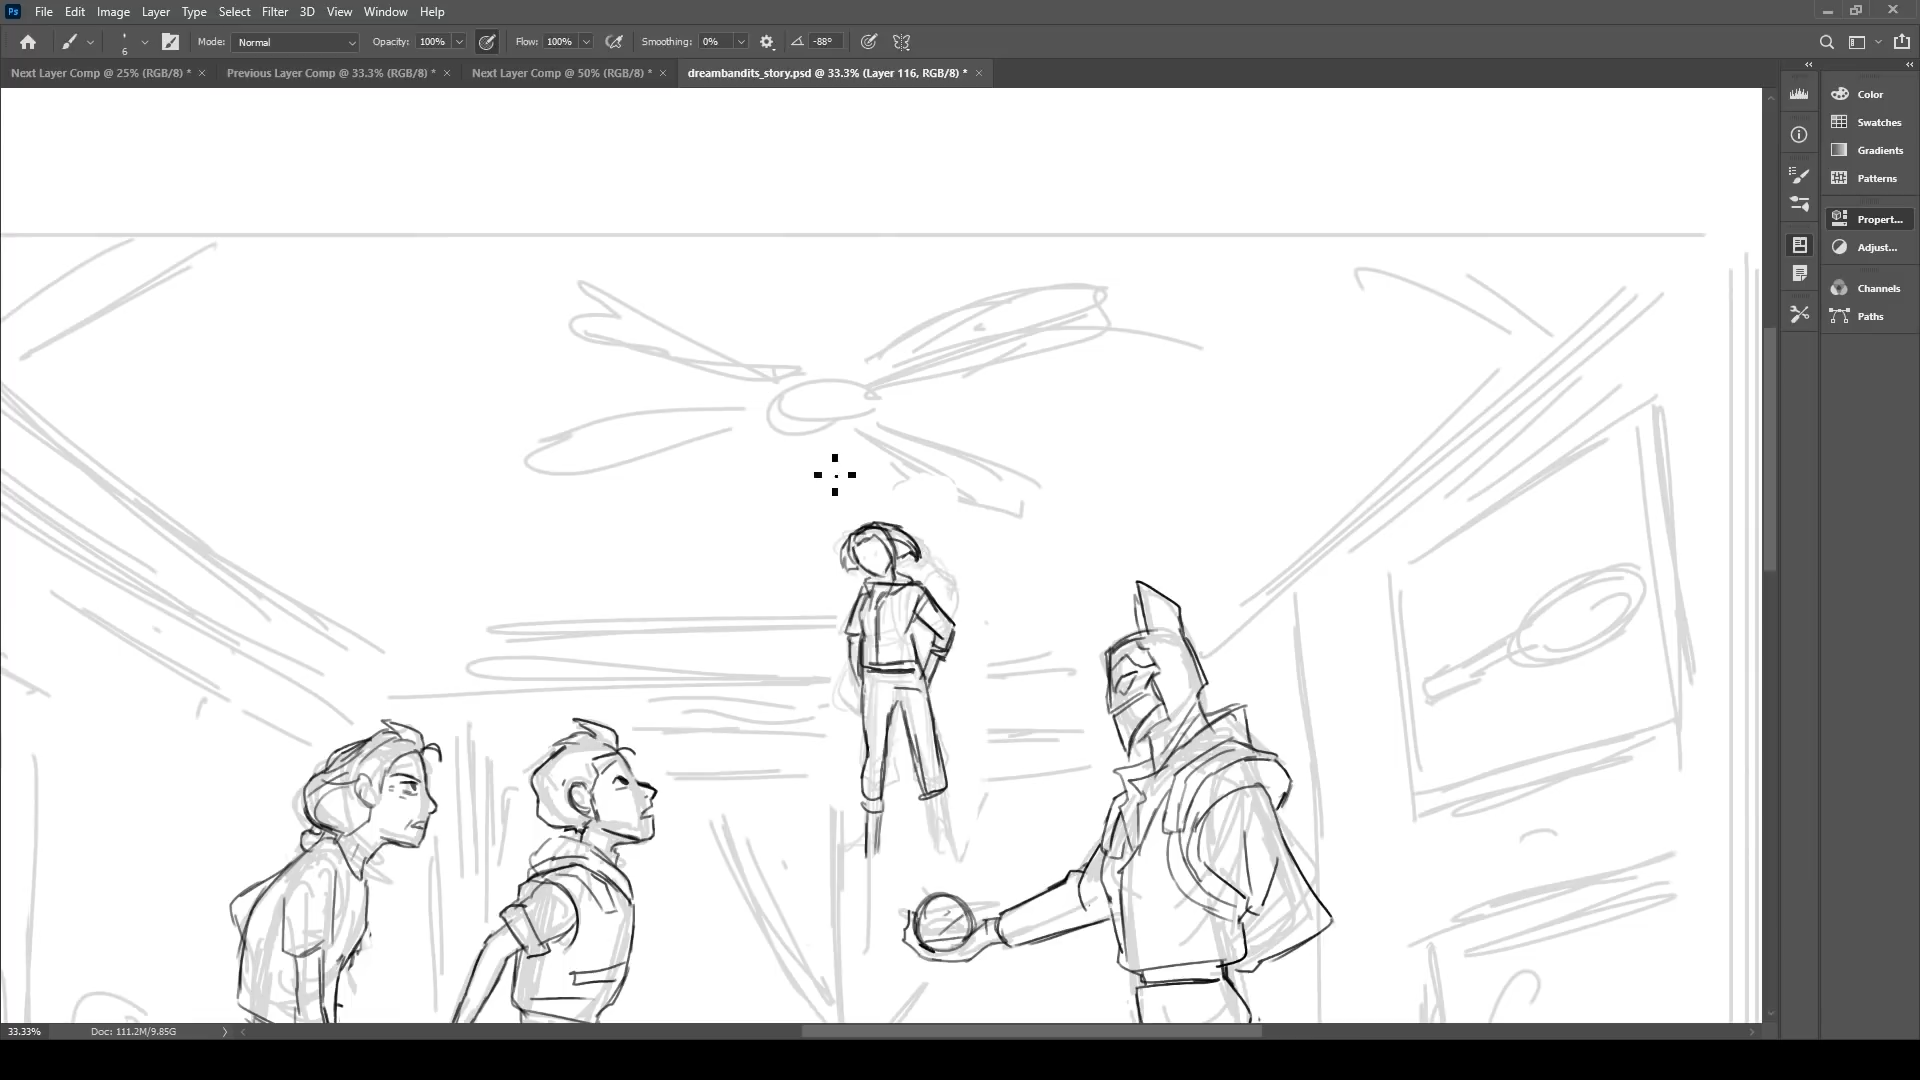 Ps File Edit Image Layer Type Select Filter 3D View Window Help
6 Mode: Normal Opacity: 100% Flow: 100% Smoothing: 0% -88°
Next Layer Comp @ 25% (RGB/8) * Previous Layer Comp @ 33.3% (RGB/8) * Next Layer Comp @ 50% (RGB/8) * dreambandits_story.psd @ 33.3% (Layer 116, RGB/8) *
Color
Swatches
Gradients
Patterns
Propert...
Adjust...
Channels
Paths
33.33% Doc: 111.2M/9.85G